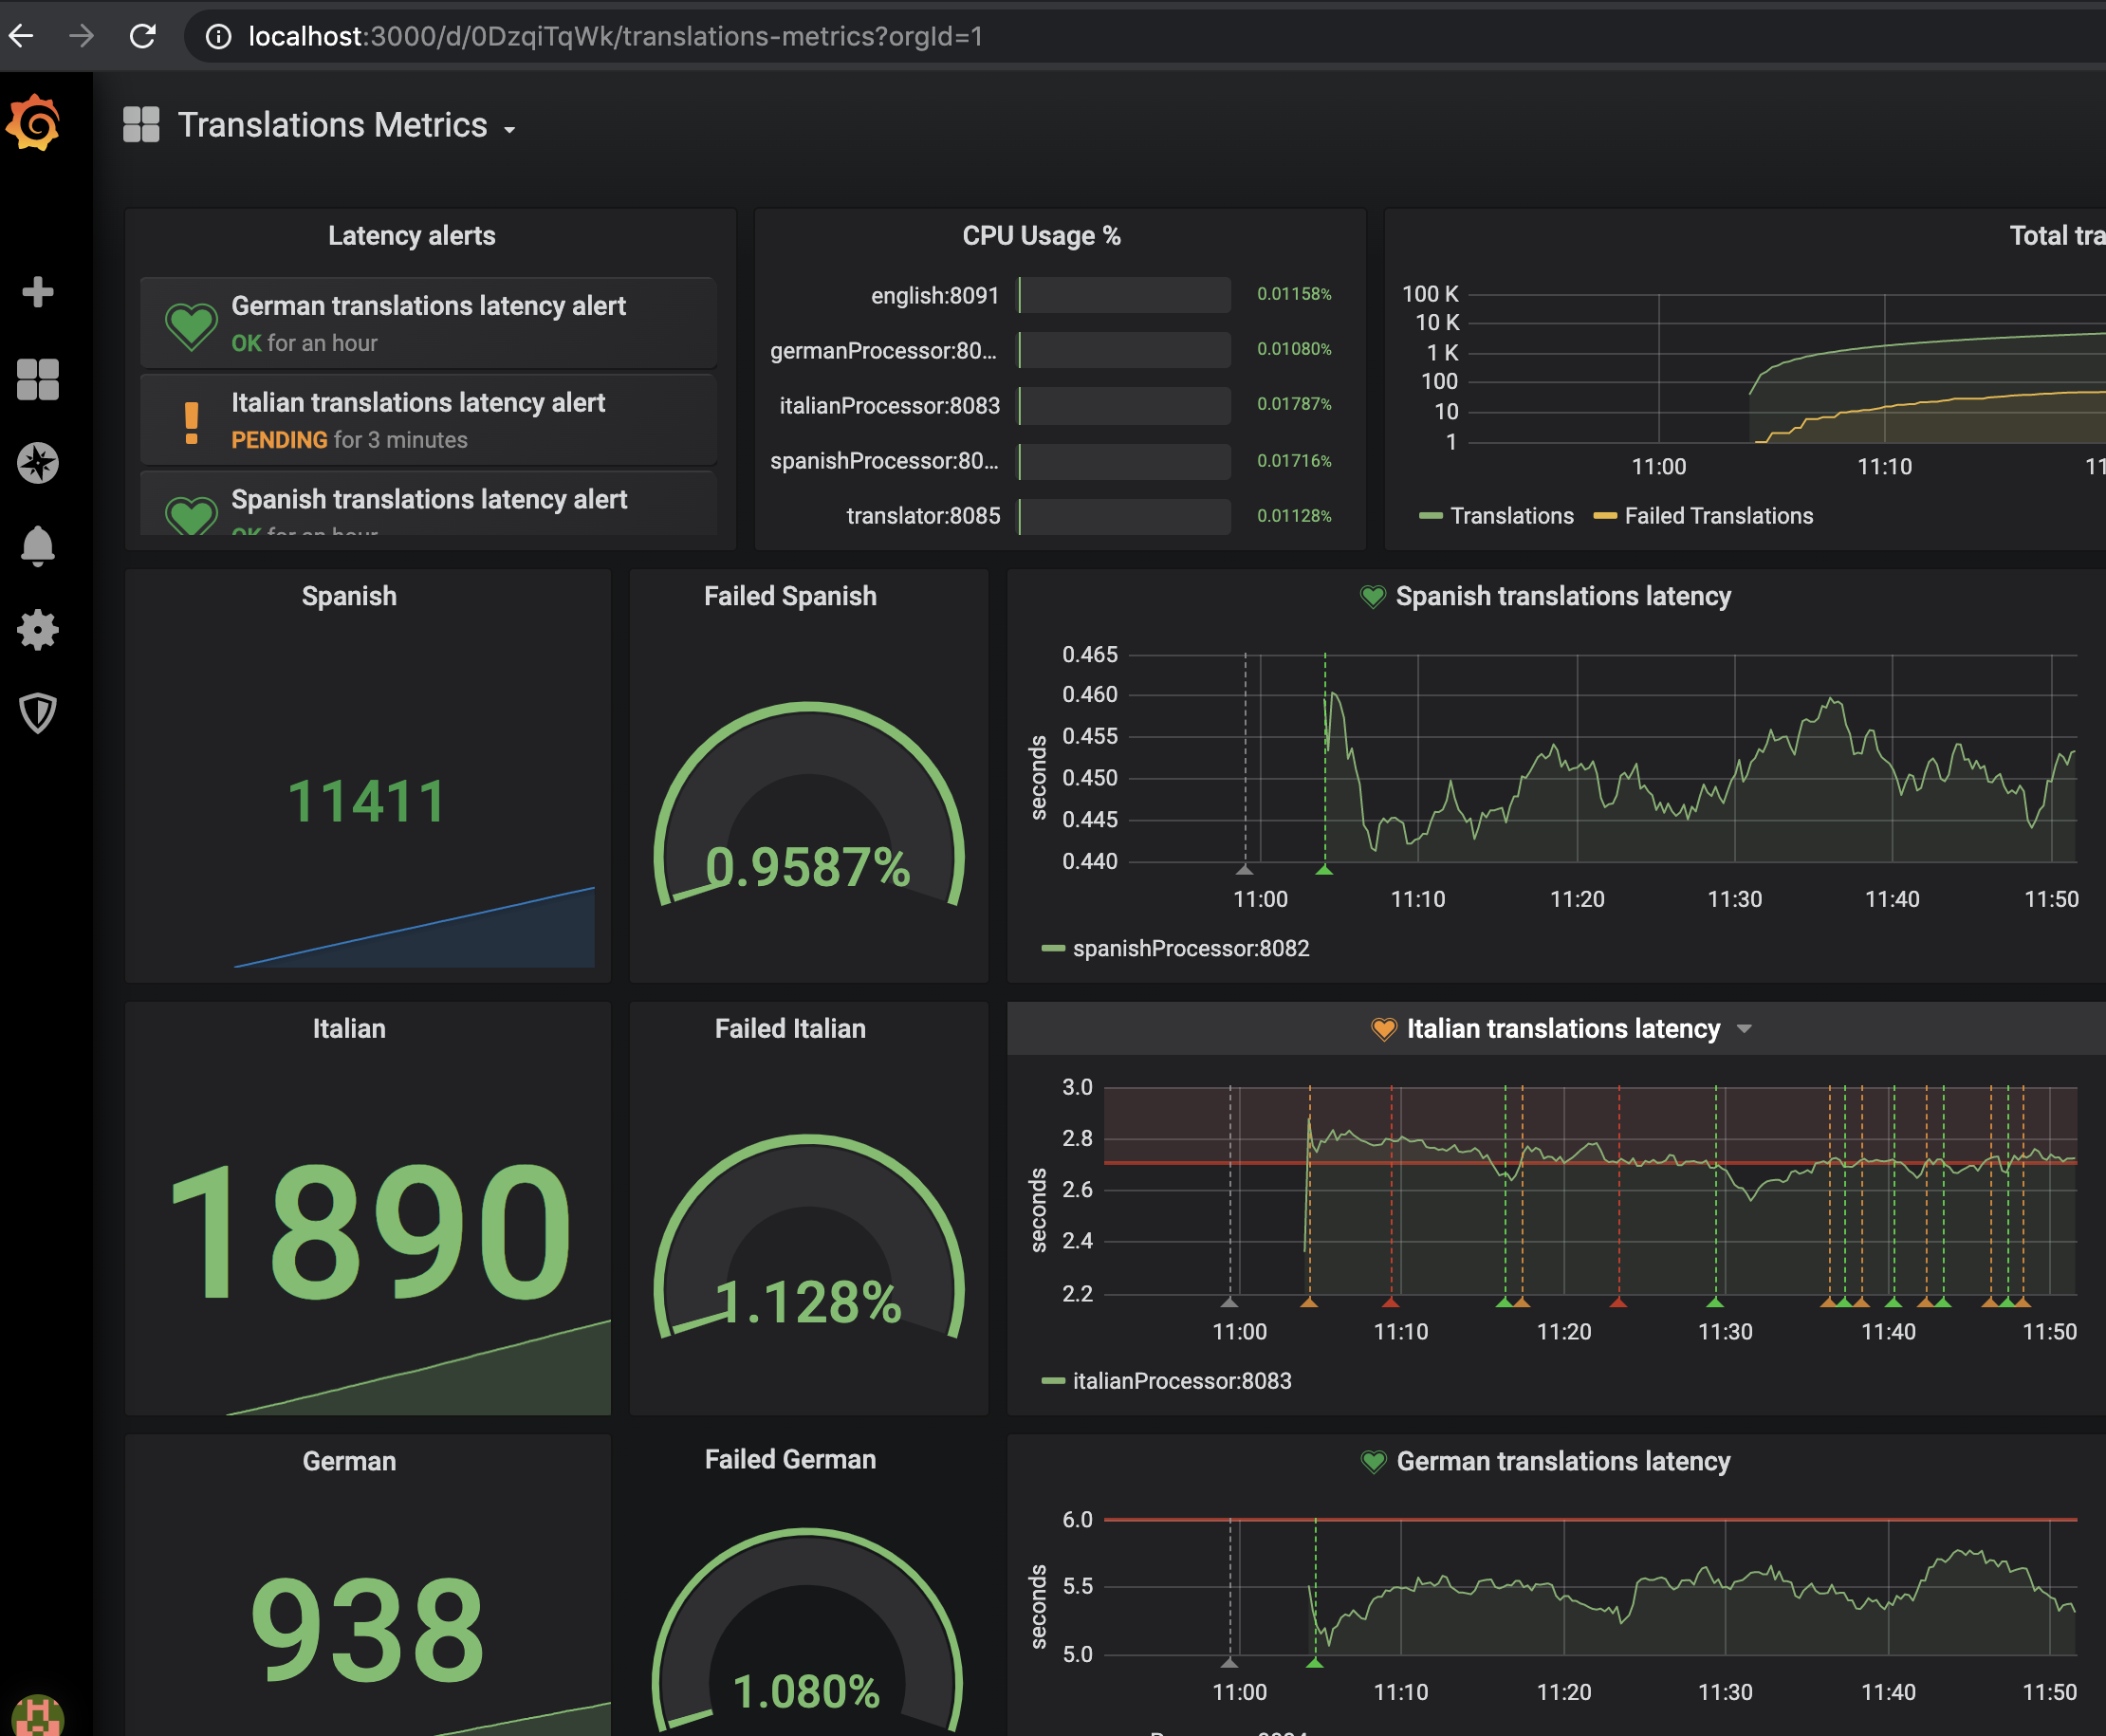 localhost:3000/d/0DzqiTqWk/translations-metrics?orgId=1
Translations Metrics
Latency alerts
German translations latency alert
OK for an hour
Italian translations latency alert
PENDING for 3 minutes
Spanish translations latency alert
OK for an hour
CPU Usage %
english:8091 0.01158%
germanProcessor:80... 0.01080%
italianProcessor:8083 0.01787%
spanishProcessor:80... 0.01716%
translator:8085 0.01128%
Total tra
100 K
10 K
1 K
100
10
1
11:00 11:10 11
Translations Failed Translations
Spanish
11411
Failed Spanish
0.9587%
Spanish translations latency
seconds
0.465
0.460
0.455
0.450
0.445
0.440
11:00 11:10 11:20 11:30 11:40 11:50
spanishProcessor:8082
Italian
1890
Failed Italian
1.128%
Italian translations latency
seconds
3.0
2.8
2.6
2.4
2.2
11:00 11:10 11:20 11:30 11:40 11:50
italianProcessor:8083
German
938
Failed German
1.080%
German translations latency
seconds
6.0
5.5
5.0
11:00 11:10 11:20 11:30 11:40 11:50